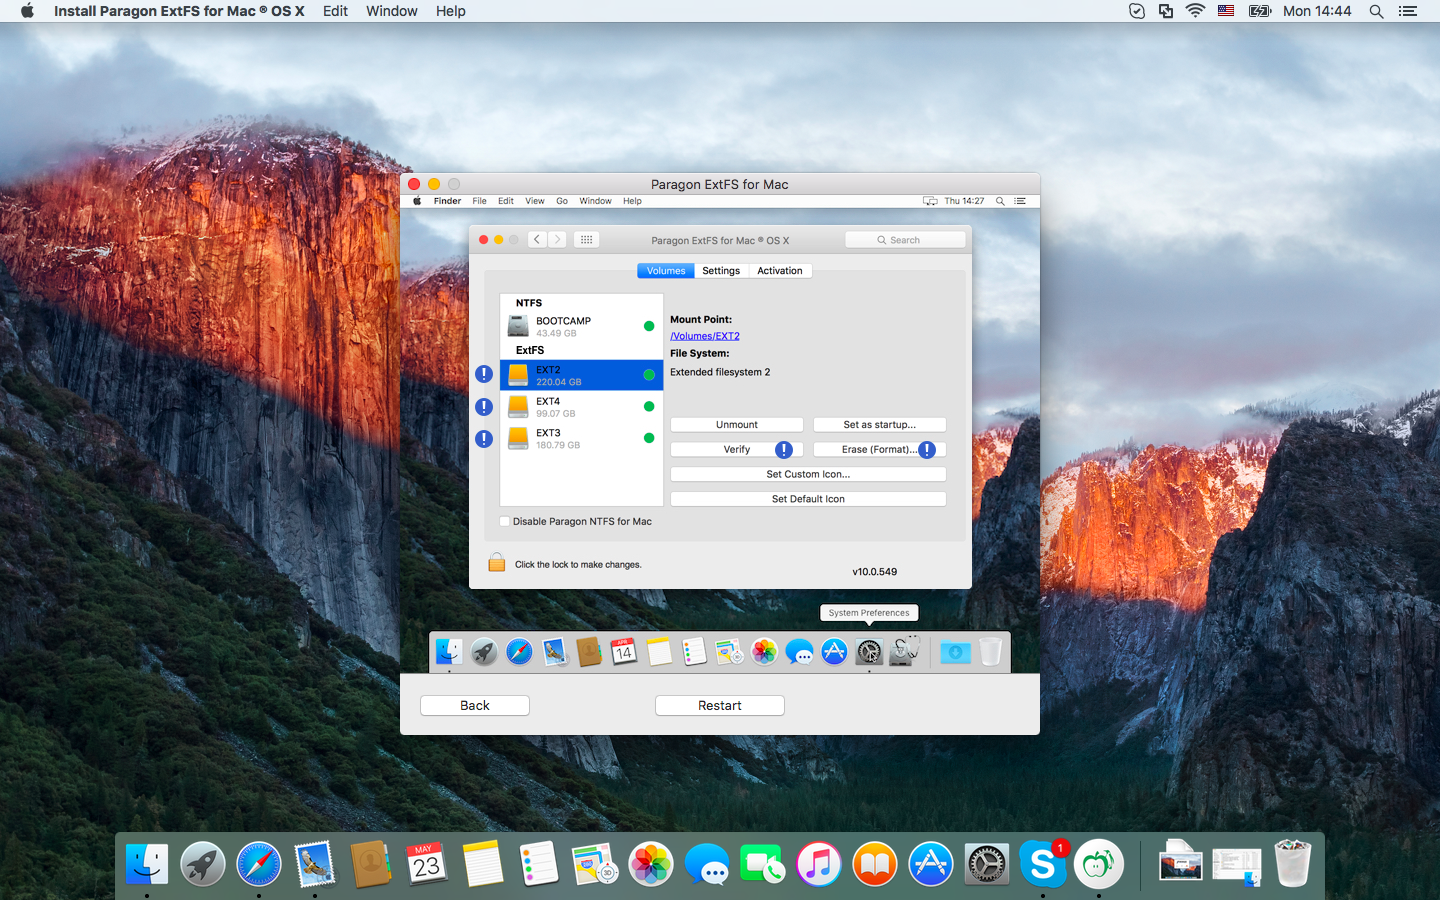 Install Paragon ExtFS for Mac ® OS X Edit Window Help Mon 14:44
Paragon ExtFS for Mac
Finder File Edit View Go Window Help Thu 14:27
Paragon ExtFS for Mac ® OS X Search
Volumes Settings Activation
NTFS
BOOTCAMP
43.49 GB
ExtFS
EXT2
220.04 GB
EXT4
99.07 GB
EXT3
180.79 GB
Mount Point:
/Volumes/EXT2
File System:
Extended filesystem 2
Unmount Set as startup...
Verify Erase (Format)...
Set Custom Icon...
Set Default Icon
Disable Paragon NTFS for Mac
Click the lock to make changes.
v10.0.549
System Preferences
APR
14
3D
Back Restart
MAY
23
3D
S
1